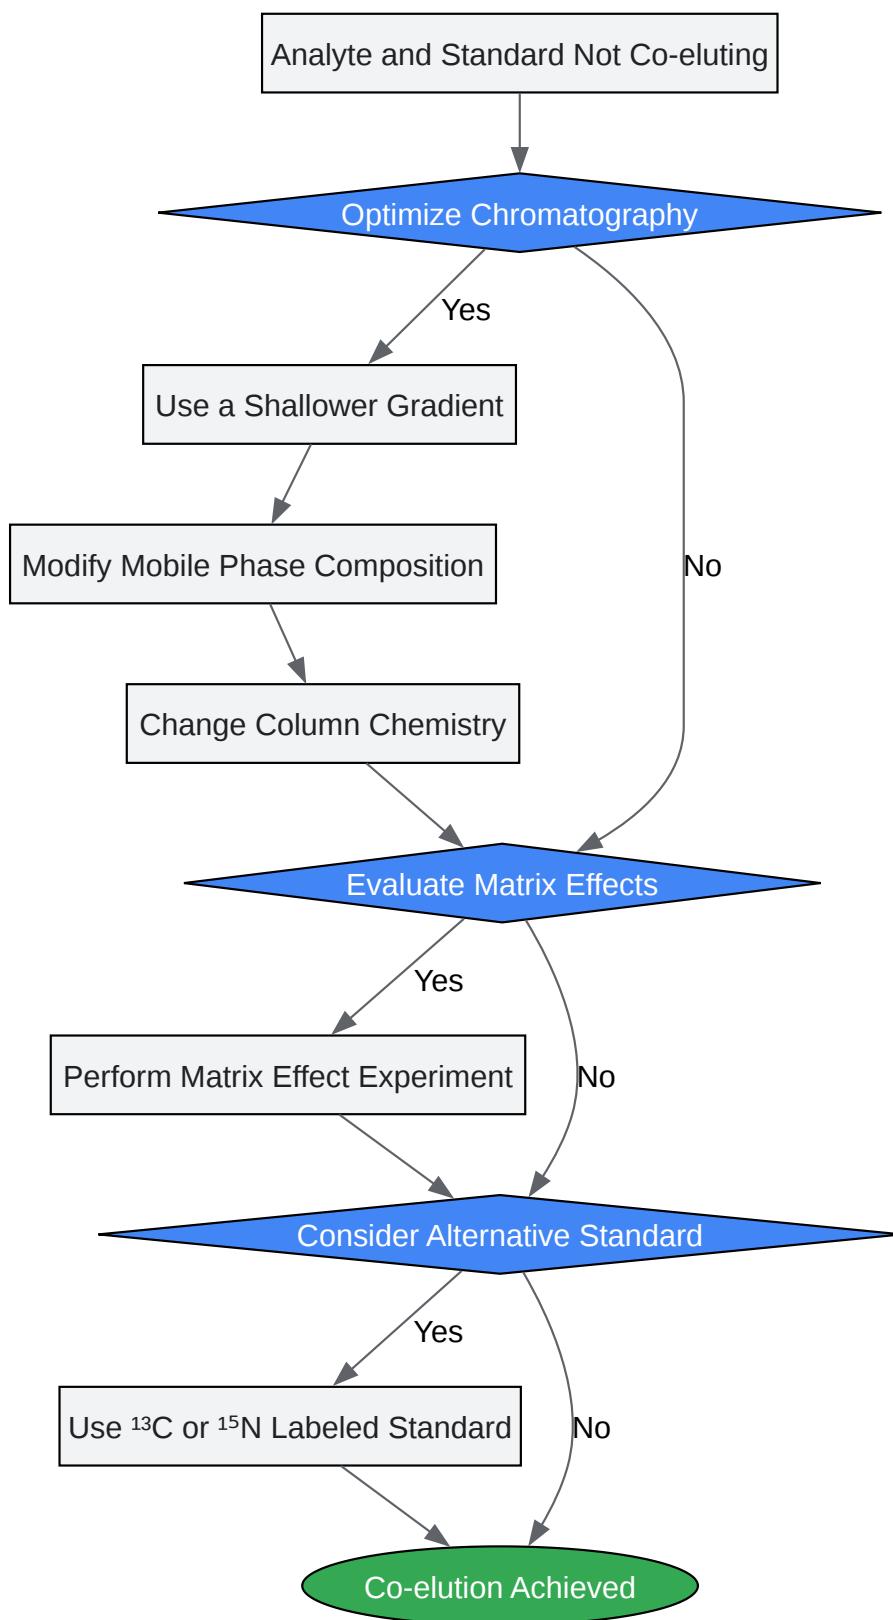 Analyte and Standard Not Co-eluting
Optimize Chromatography
Yes
Use a Shallower Gradient
Modify Mobile Phase Composition
No
Change Column Chemistry
Evaluate Matrix Effects
Yes
Perform Matrix Effect Experiment
No
Consider Alternative Standard
Yes
Use ¹³C or ¹⁵N Labeled Standard
No
Co-elution Achieved